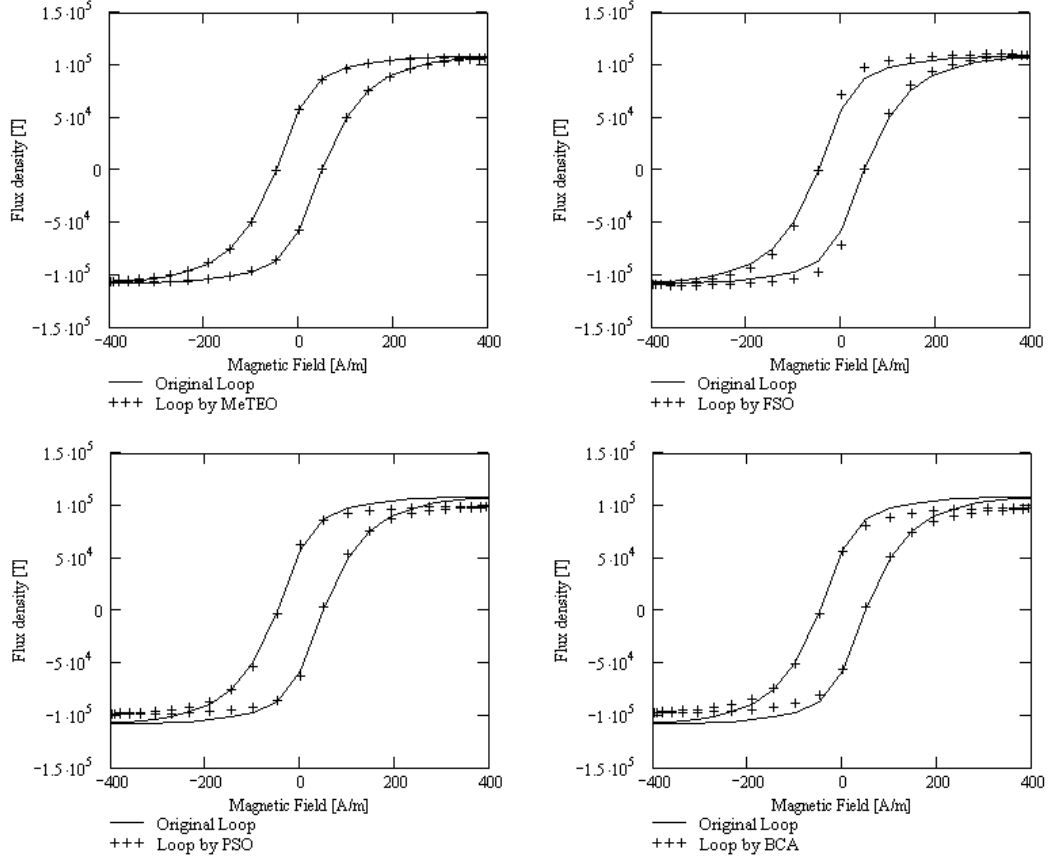 1.5·10⁵
1·10⁵
5·10⁴
0
−5·10⁴
−1·10⁵
−1.5·10⁵
Flux density [T]
−400 −200 0 200 400
Magnetic Field [A/m]
Original Loop
+++ Loop by MeTEO
1.5·10⁵
1·10⁵
5·10⁴
0
−5·10⁴
−1·10⁵
−1.5·10⁵
Flux density [T]
−400 −200 0 200 400
Magnetic Field [A/m]
Original Loop
+++ Loop by FSO
1.5·10⁵
1·10⁵
5·10⁴
0
−5·10⁴
−1·10⁵
−1.5·10⁵
Flux density [T]
−400 −200 0 200 400
Magnetic Field [A/m]
Original Loop
+++ Loop by PSO
1.5·10⁵
1·10⁵
5·10⁴
0
−5·10⁴
−1·10⁵
−1.5·10⁵
Flux density [T]
−400 −200 0 200 400
Magnetic Field [A/m]
Original Loop
+++ Loop by BCA